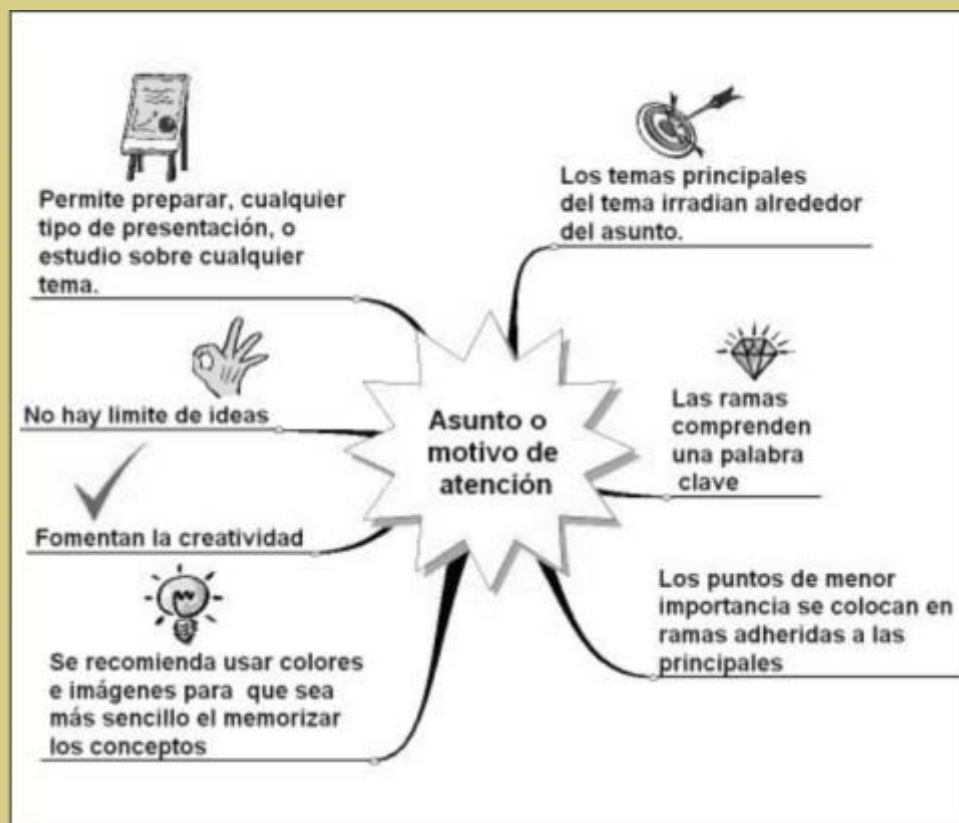 Permite preparar, cualquier
tipo de presentación, o
estudio sobre cualquier
tema.
No hay limite de ideas
Fomentan la creatividad
Se recomienda usar colores
e imágenes para que sea
más sencillo el memorizar
los conceptos
Asunto o
motivo de
atención
Los temas principales
del tema irradian alrededor
del asunto.
Las ramas
comprenden
una palabra
clave
Los puntos de menor
importancia se colocan en
ramas adheridas a las
principales